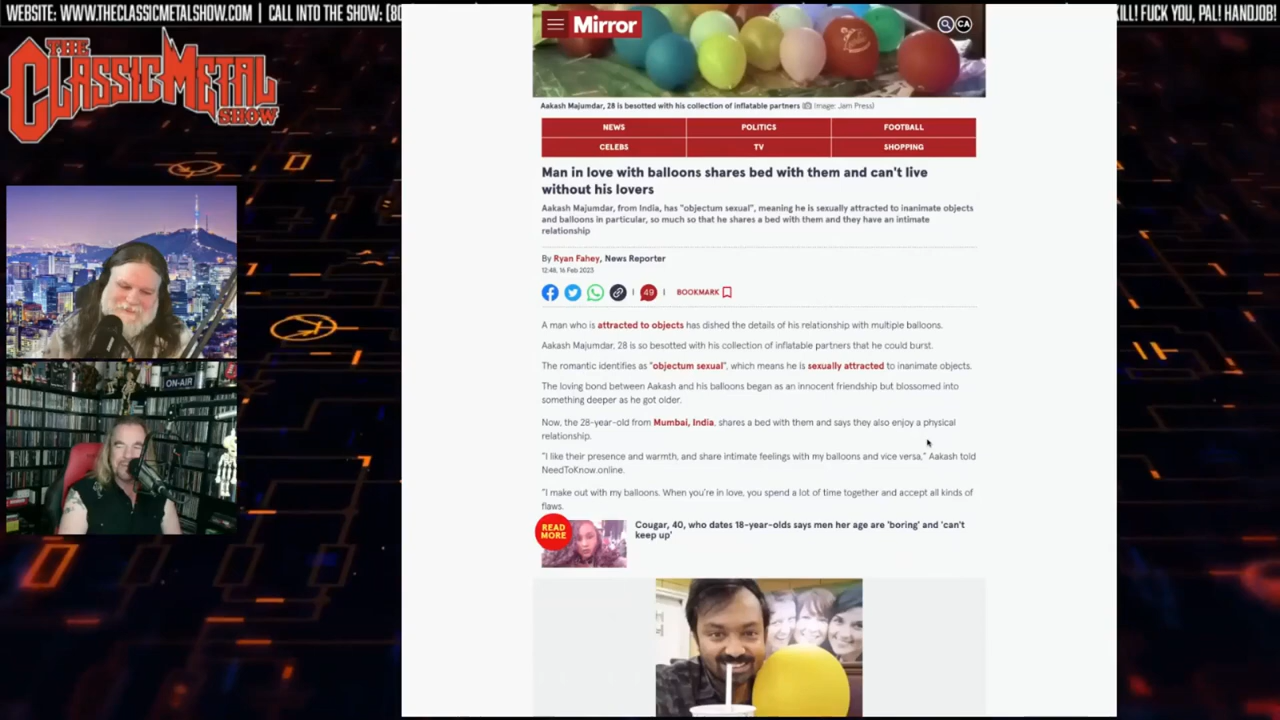 WEBSITE: WWW.THECLASSICMETALSHOW.COM | CALL INTO THE SHOW: (80
KILL! FUCK YOU, PAL! HANDJOB!
THE
CLASSIC METAL
SHOW
Mirror
CA
Aakash Majumdar, 28 is besotted with his collection of inflatable partners (Image: Jam Press)
NEWS POLITICS FOOTBALL
CELEBS TV SHOPPING
Man in love with balloons shares bed with them and can't live
without his lovers
Aakash Majumdar, from India, has "objectum sexual", meaning he is sexually attracted to inanimate objects
and balloons in particular, so much so that he shares a bed with them and they have an intimate
relationship
By Ryan Fahey, News Reporter
12:48, 16 Feb 2023
49 BOOKMARK
A man who is attracted to objects has dished the details of his relationship with multiple balloons.
Aakash Majumdar, 28 is so besotted with his collection of inflatable partners that he could burst.
The romantic identifies as "objectum sexual", which means he is sexually attracted to inanimate objects.
The loving bond between Aakash and his balloons began as an innocent friendship but blossomed into
something deeper as he got older.
Now, the 28-year-old from Mumbai, India, shares a bed with them and says they also enjoy a physical
relationship.
"I like their presence and warmth, and share intimate feelings with my balloons and vice versa," Aakash told
NeedToKnow.online.
"I make out with my balloons. When you're in love, you spend a lot of time together and accept all kinds of
flaws.
READ
MORE
Cougar, 40, who dates 18-year-olds says men her age are 'boring' and 'can't
keep up'
ON-AIR